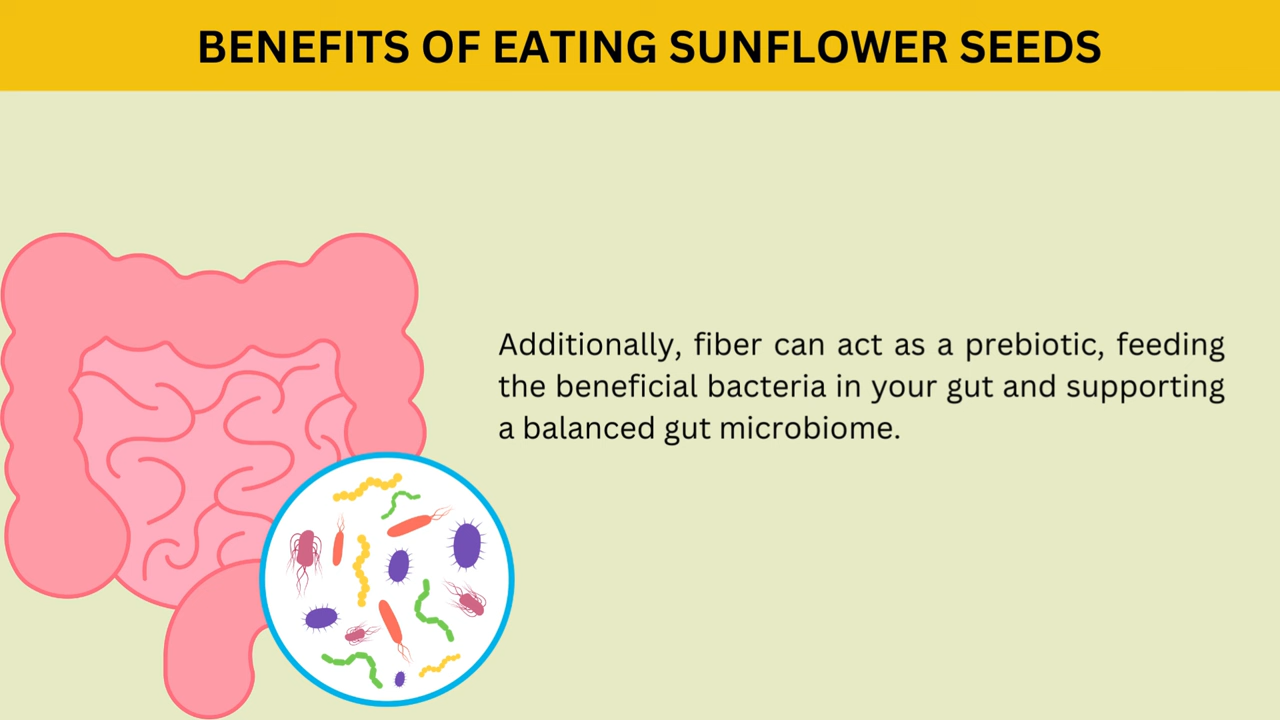 BENEFITS OF EATING SUNFLOWER SEEDS
Additionally, fiber can act as a prebiotic, feeding
the beneficial bacteria in your gut and supporting
a balanced gut microbiome.